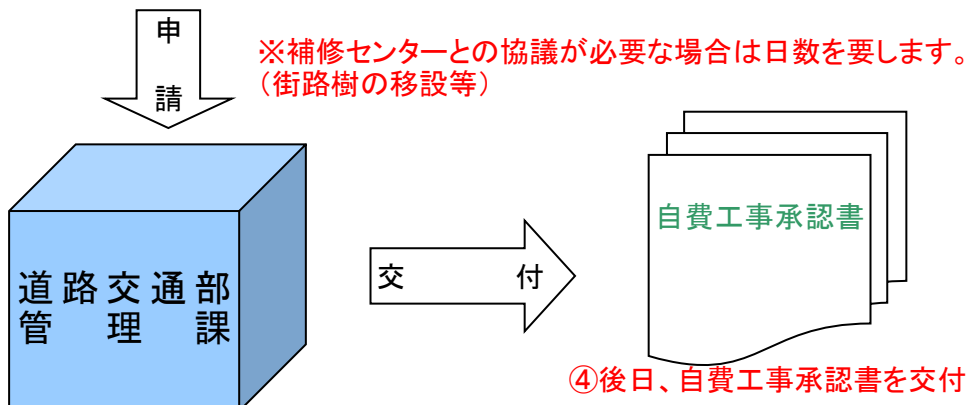 申請
※補修センターとの協議が必要な場合は日数を要します。
（街路樹の移設等）
自費工事承認書
道路交通部
管理課
交付
④後日、自費工事承認書を交付